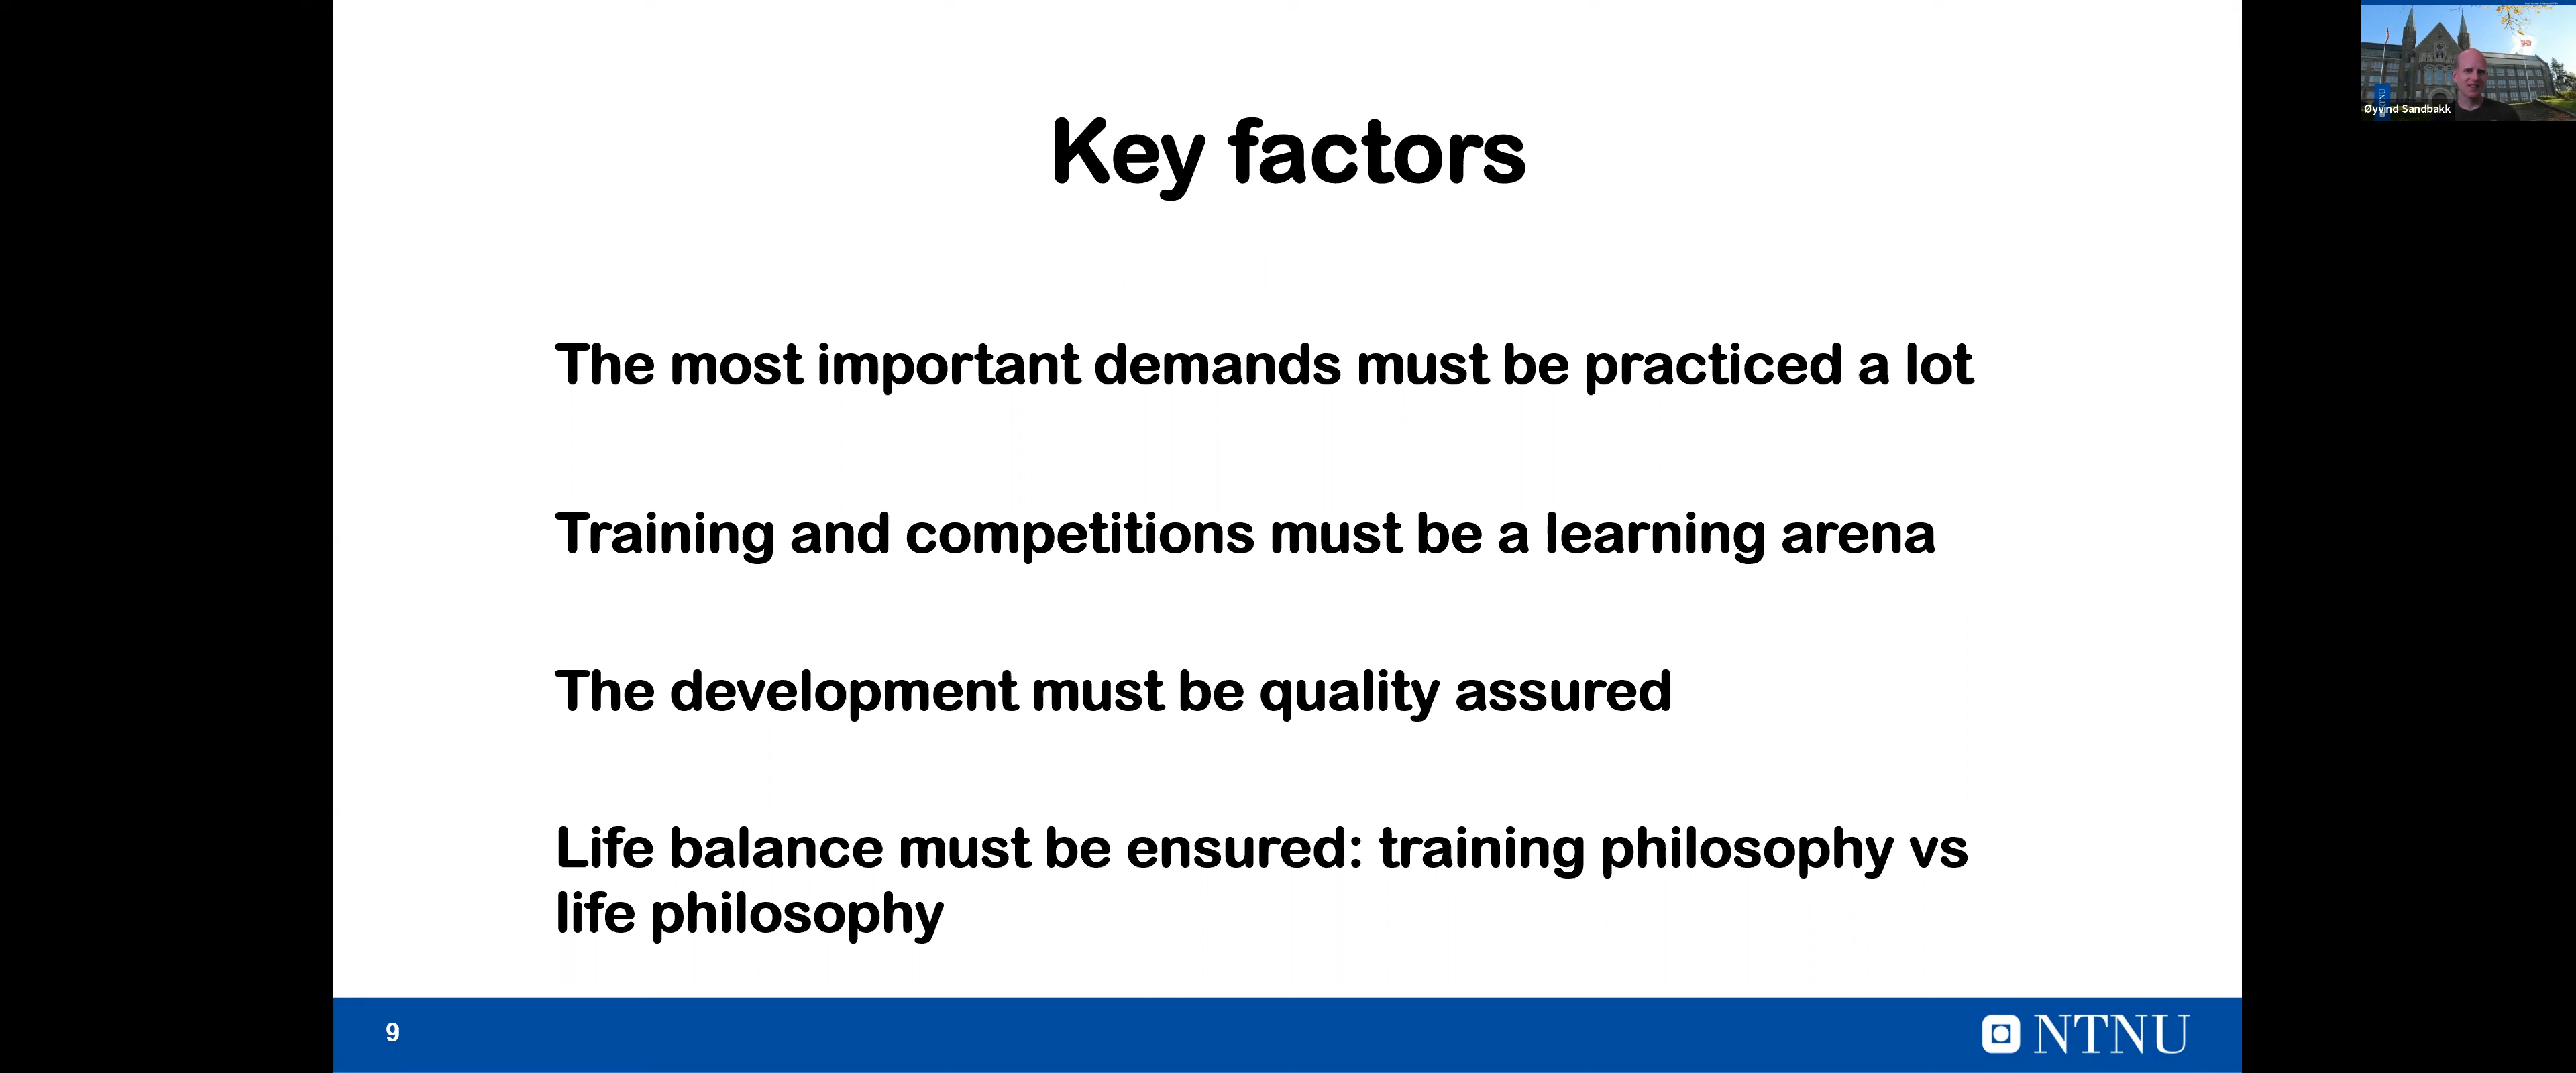 Key factors
The most important demands must be practiced a lot
Training and competitions must be a learning arena
The development must be quality assured
Life balance must be ensured: training philosophy vs
life philosophy
9
NTNU
Øyvind Sandbakk